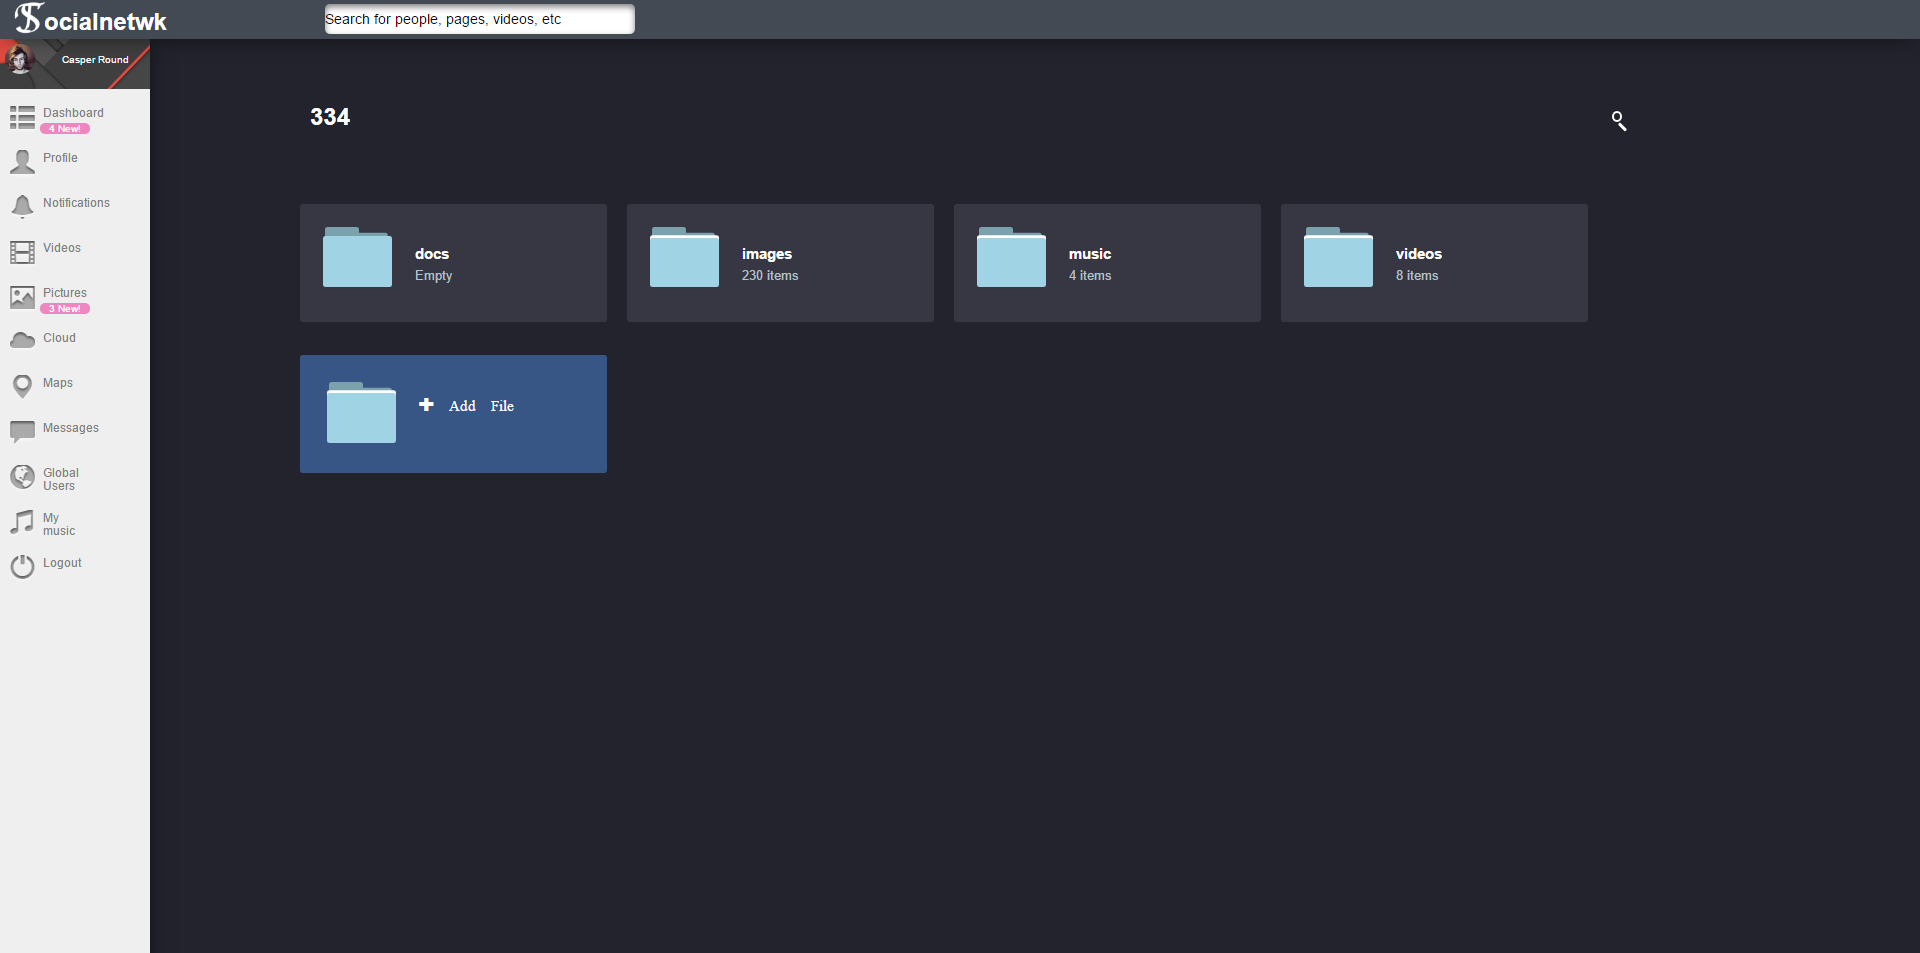 Socialnetwk
Search for people, pages, videos, etc
Casper Round
Dashboard
4 New!
Profile
Notifications
Videos
Pictures
3 New!
Cloud
Maps
Messages
Global
Users
My
music
Logout
334
docs
Empty
images
230 items
music
4 items
videos
8 items
Add File